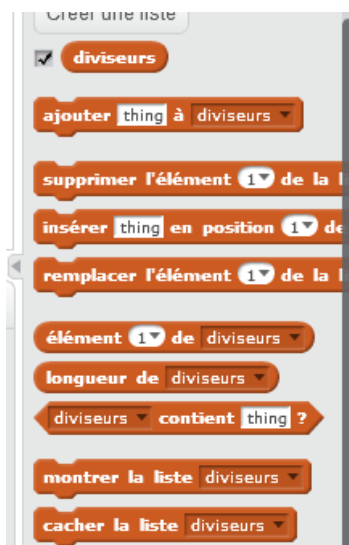 Créer une liste
diviseurs
ajouter thing à diviseurs
supprimer l'élément 1 de la
insérer thing en position 1 de
remplacer l'élément 1 de la
élément 1 de diviseurs
longueur de diviseurs
diviseurs contient thing ?
montrer la liste diviseurs
cacher la liste diviseurs